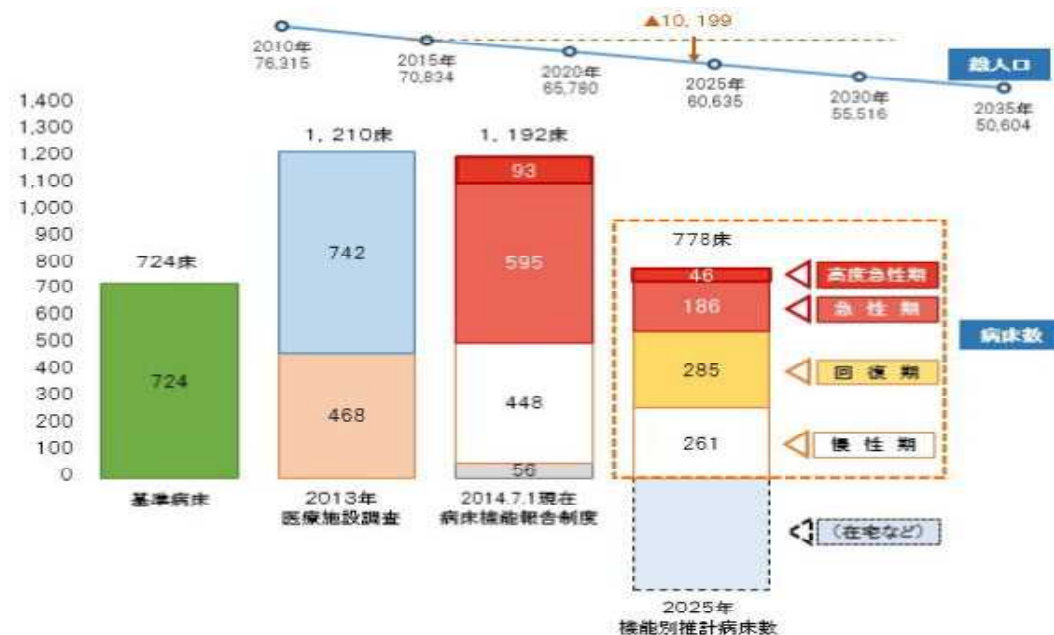 ▲10, 199
2010年
76,315
2015年
70,834
2020年
65,780
2025年
60,635
2030年
55,516
2035年
50,604
総人口
1,400
1,300
1,200
1,100
1,000
900
800
700
600
500
400
300
200
100
0
724床
724
基準病床
1, 210床
742
468
2013年
医療施設調査
1, 192床
93
595
448
56
2014.7.1現在
病床機能報告制度
778床
46
186
285
261
2025年
機能別推計病床数
高度急性期
急 性 期
回 復 期
慢 性 期
(在宅など)
病床数